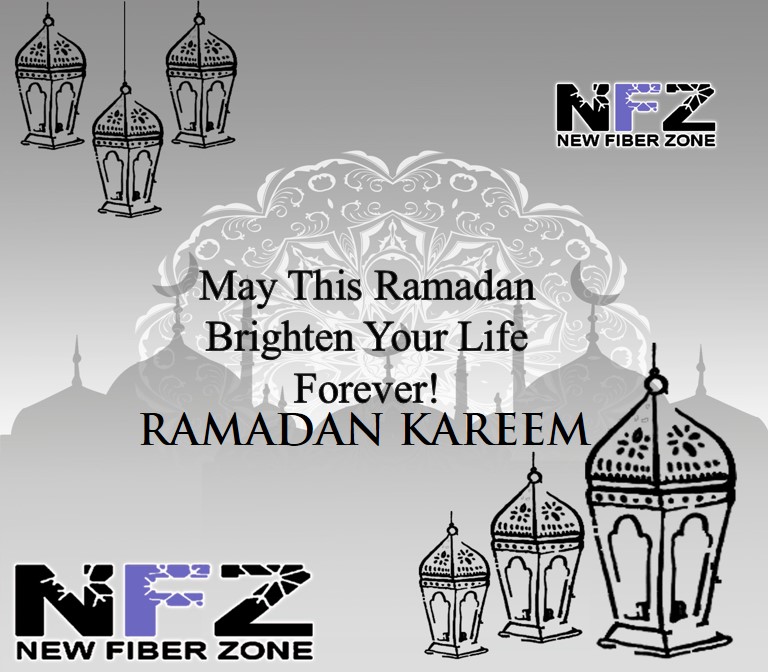 NFZ
NEW FIBER ZONE
May This Ramadan
Brighten Your Life
Forever!
RAMADAN KAREEM
NFZ
NEW FIBER ZONE